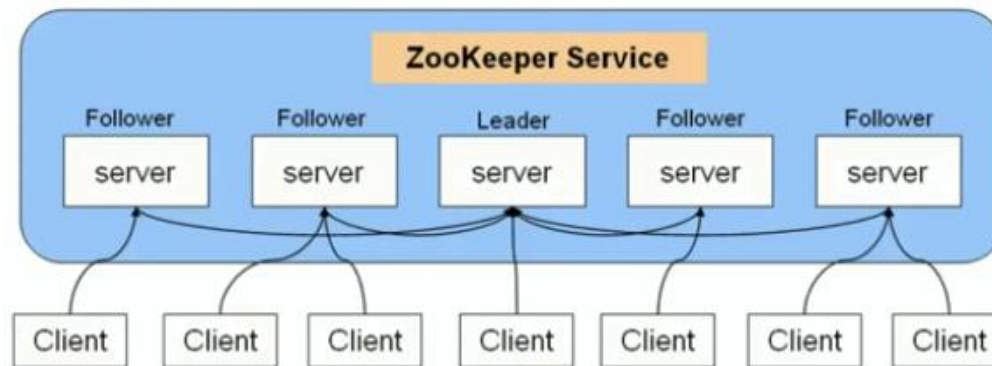 ZooKeeper Service
Follower Follower Leader Follower Follower
server server server server server
Client Client Client Client Client Client Client